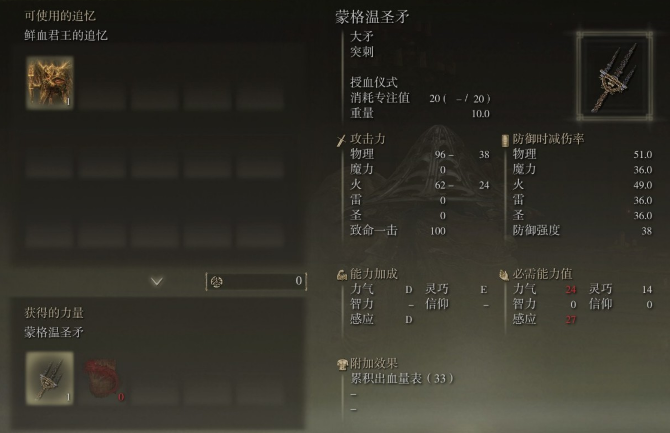 可使用的追忆
鲜血君王的追忆
1
0
获得的力量
蒙格温圣矛
1
0
蒙格温圣矛
大矛
突刺
授血仪式
消耗专注值 20 ( – / 20 )
重量 10.0
攻击力
物理 96 – 38
魔力 0
火 62 – 24
雷 0
圣 0
致命一击 100
防御时减伤率
物理 51.0
魔力 36.0
火 49.0
雷 36.0
圣 36.0
防御强度 38
能力加成
力气 D 灵巧 E
智力 – 信仰 –
感应 D
必需能力值
力气 24 灵巧 14
智力 0 信仰 0
感应 27
附加效果
累积出血量表 ( 33 )
–
–